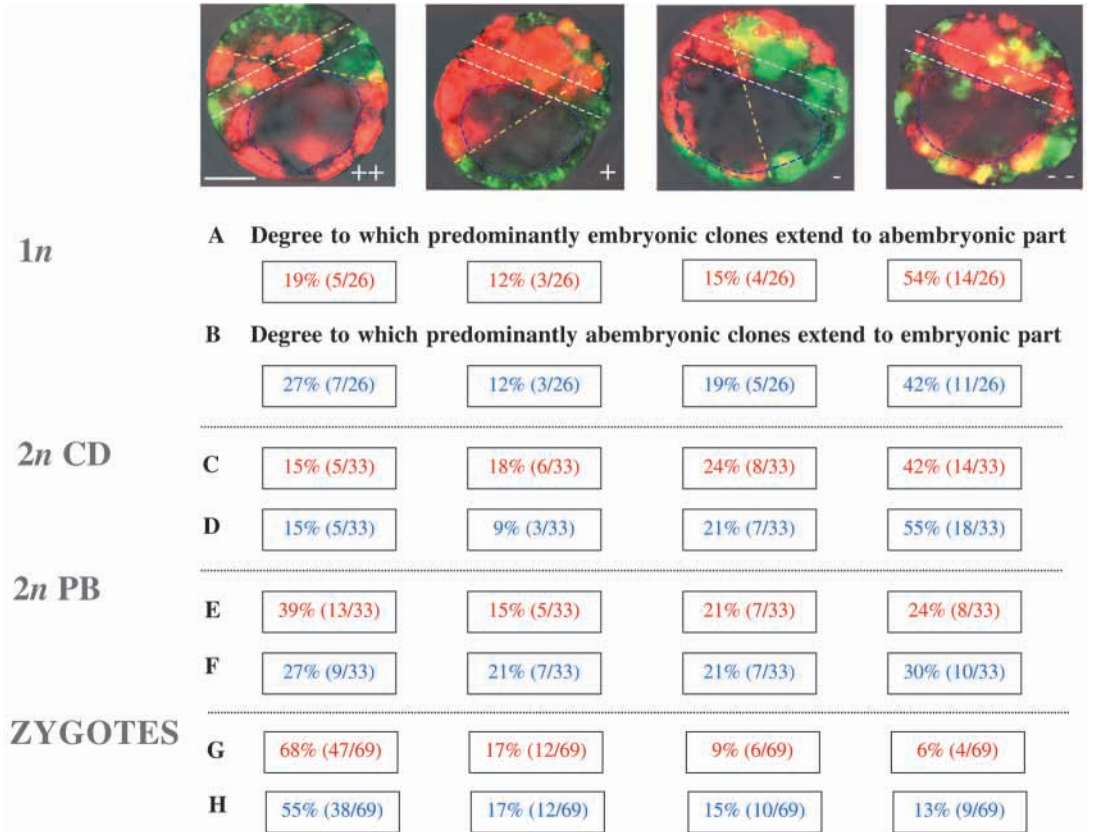 ++ + - - -
1n
A Degree to which predominantly embryonic clones extend to abembryonic part
19% (5/26) 12% (3/26) 15% (4/26) 54% (14/26)
B Degree to which predominantly abembryonic clones extend to embryonic part
27% (7/26) 12% (3/26) 19% (5/26) 42% (11/26)
2n CD
C 15% (5/33) 18% (6/33) 24% (8/33) 42% (14/33)
D 15% (5/33) 9% (3/33) 21% (7/33) 55% (18/33)
2n PB
E 39% (13/33) 15% (5/33) 21% (7/33) 24% (8/33)
F 27% (9/33) 21% (7/33) 21% (7/33) 30% (10/33)
ZYGOTES
G 68% (47/69) 17% (12/69) 9% (6/69) 6% (4/69)
H 55% (38/69) 17% (12/69) 15% (10/69) 13% (9/69)